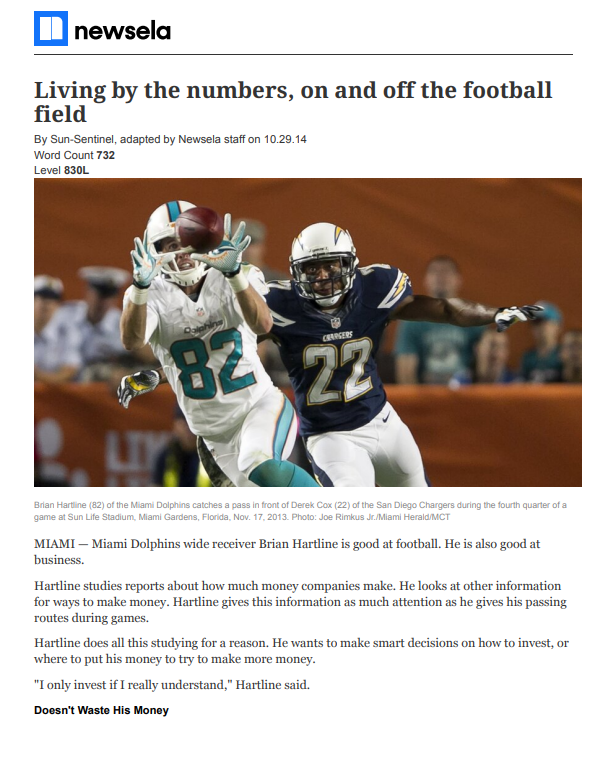 newsela
Living by the numbers, on and off the football
field
By Sun-Sentinel, adapted by Newsela staff on 10.29.14
Word Count 732
Level 830L
Dolphins
82
CHARGERS
22
Brian Hartline (82) of the Miami Dolphins catches a pass in front of Derek Cox (22) of the San Diego Chargers during the fourth quarter of a
game at Sun Life Stadium, Miami Gardens, Florida, Nov. 17, 2013. Photo: Joe Rimkus Jr./Miami Herald/MCT
MIAMI — Miami Dolphins wide receiver Brian Hartline is good at football. He is also good at
business.
Hartline studies reports about how much money companies make. He looks at other information
for ways to make money. Hartline gives this information as much attention as he gives his passing
routes during games.
Hartline does all this studying for a reason. He wants to make smart decisions on how to invest, or
where to put his money to try to make more money.
"I only invest if I really understand," Hartline said.
Doesn't Waste His Money